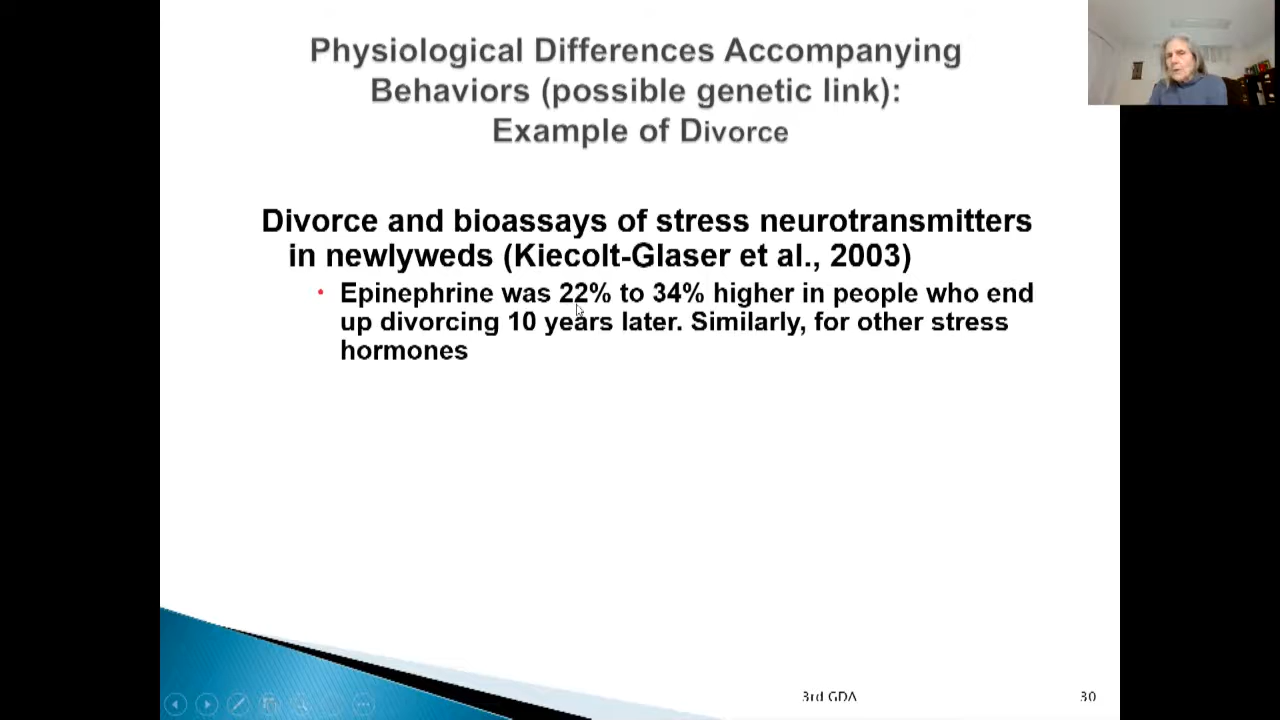 Physiological Differences Accompanying
Behaviors (possible genetic link):
Example of Divorce
Divorce and bioassays of stress neurotransmitters
in newlyweds (Kiecolt-Glaser et al., 2003)
• Epinephrine was 22% to 34% higher in people who end
up divorcing 10 years later. Similarly, for other stress
hormones
3rd GDA
30